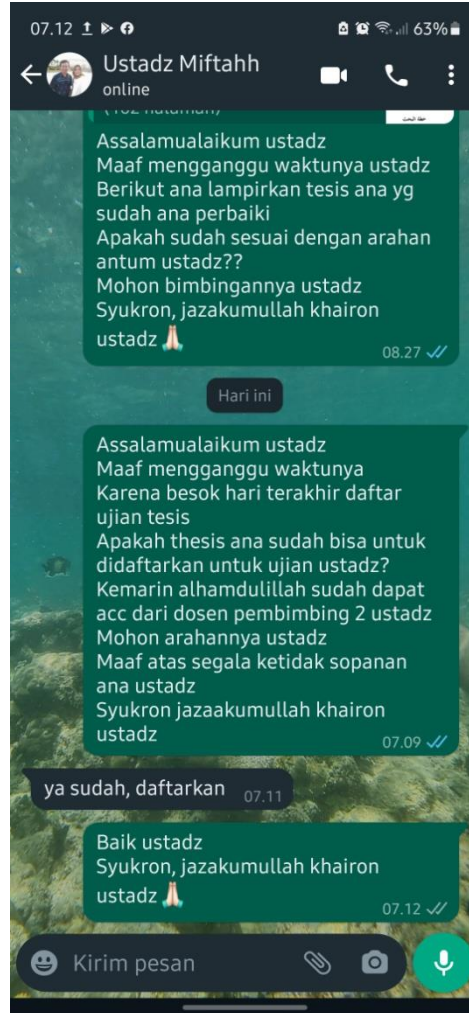 07.12
63%
Ustadz Miftahh
online
Assalamualaikum ustadz
Maaf mengganggu waktunya ustadz
Berikut ana lampirkan tesis ana yg
sudah ana perbaiki
Apakah sudah sesuai dengan arahan
antum ustadz??
Mohon bimbingannya ustadz
Syukron, jazakumullah khairon
ustadz 🙏🏻
08.27
Hari ini
Assalamualaikum ustadz
Maaf mengganggu waktunya
Karena besok hari terakhir daftar
ujian tesis
Apakah thesis ana sudah bisa untuk
didaftarkan untuk ujian ustadz?
Kemarin alhamdulillah sudah dapat
acc dari dosen pembimbing 2 ustadz
Mohon arahannya ustadz
Maaf atas segala ketidak sopanan
ana ustadz
Syukron jazaakumullah khairon
ustadz
07.09
ya sudah, daftarkan
07.11
Baik ustadz
Syukron, jazakumullah khairon
ustadz 🙏🏻
07.12
Kirim pesan